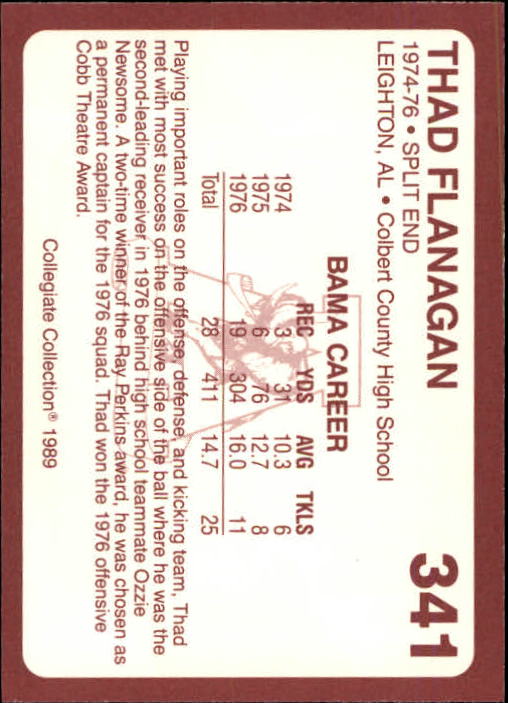 THAD FLANAGAN 341
1974-76 • SPLIT END
LEIGHTON, AL • Colbert County High School
BAMA CAREER
REC YDS AVG TKLS
1974 3 31 10.3 6
1975 6 76 12.7 8
1976 19 304 16.0 11
Total 28 411 14.7 25
Playing important roles on the offense, defense, and kicking team, Thad
met with most success on the offensive side of the ball where he was the
second-leading receiver in 1976 behind high school teammate Ozzie
Newsome. A two-time winner of the Ray Perkins award, he was chosen as
a permanent captain for the 1976 squad. Thad won the 1976 offensive
Cobb Theatre Award.
Collegiate Collection® 1989